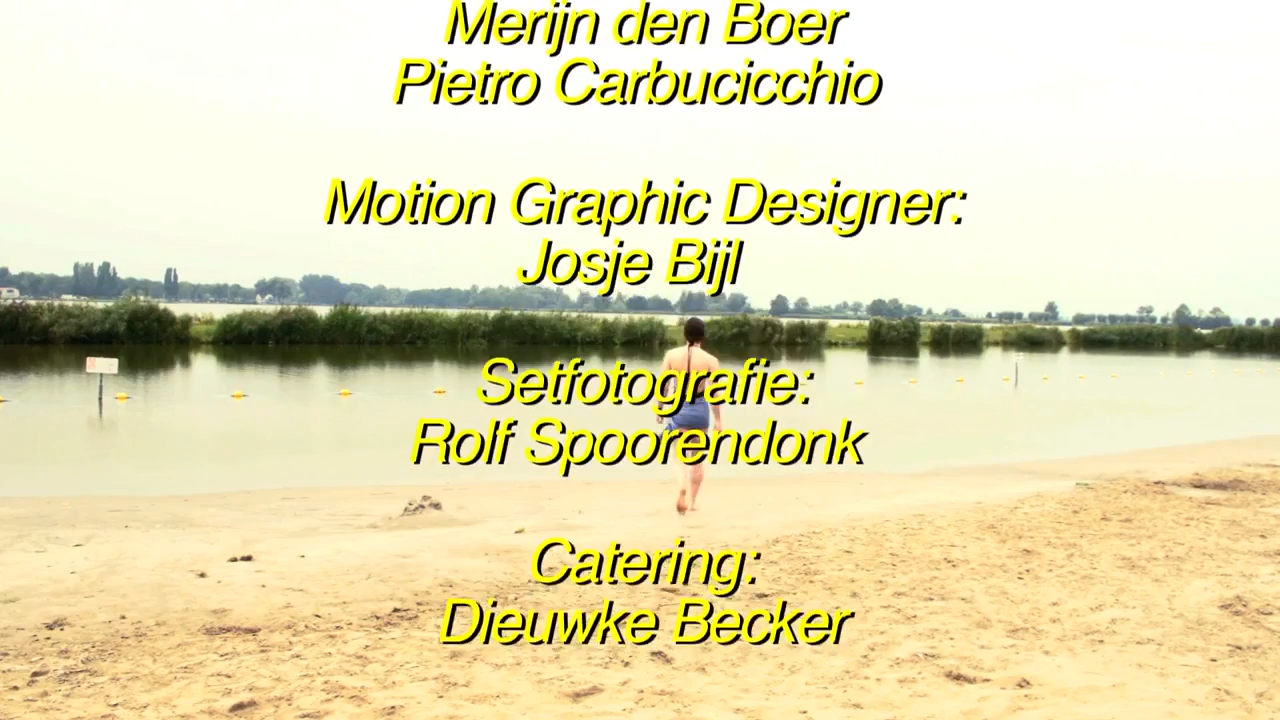 Merijn den Boer
Pietro Carbucicchio
Motion Graphic Designer:
Josje Bijl
Setfotografie:
Rolf Spoorendonk
Catering:
Dieuwke Becker